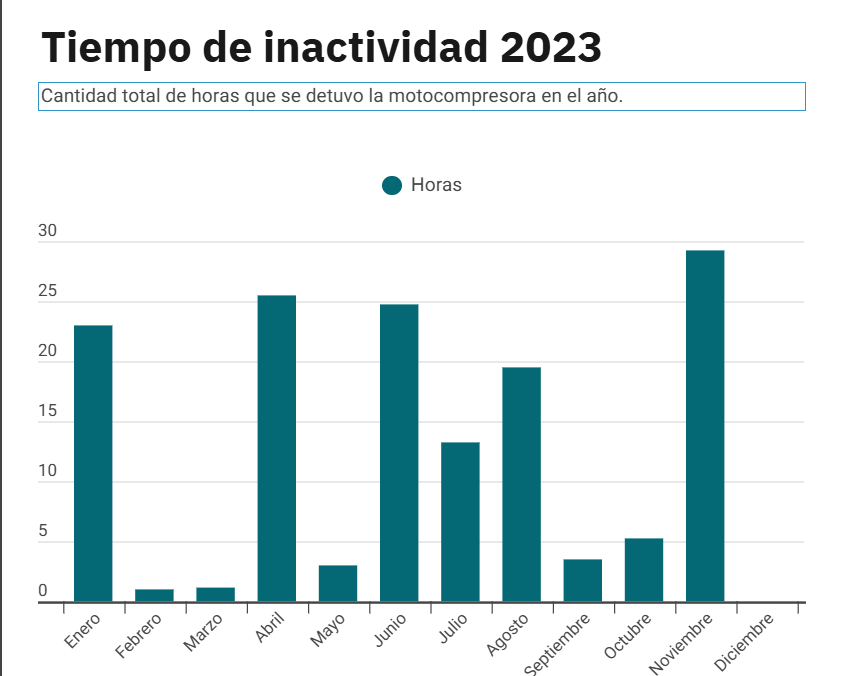 Tiempo de inactividad 2023
Cantidad total de horas que se detuvo la motocompresora en el año.
Horas
30
25
20
15
10
5
0
Enero
Febrero
Marzo
Abril
Mayo
Junio
Julio
Agosto
Septiembre
Octubre
Noviembre
Diciembre